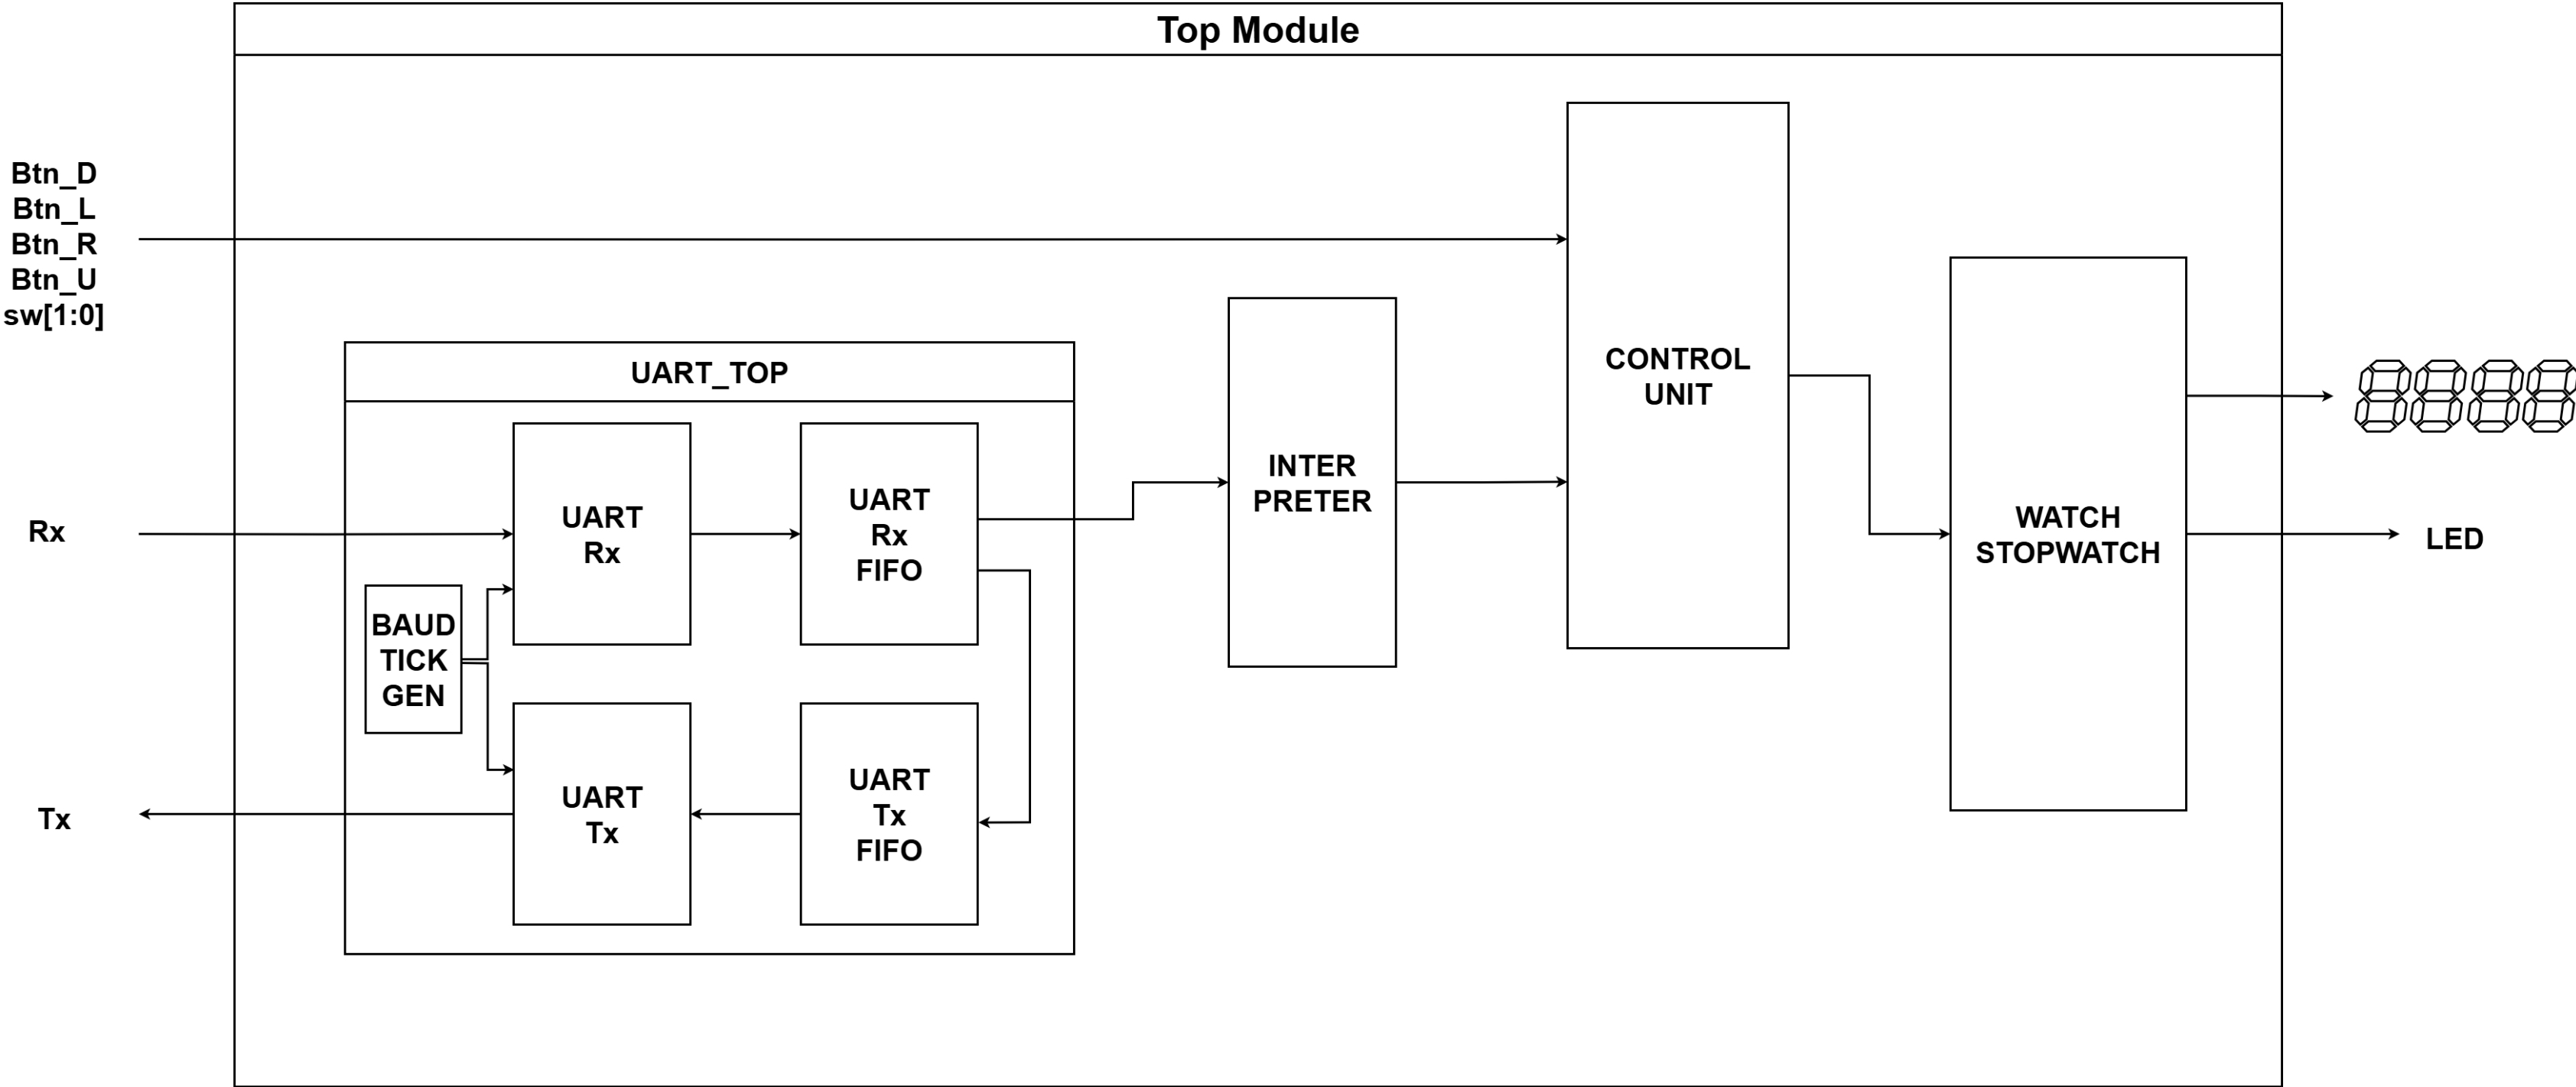 Top Module
Btn_D
Btn_L
Btn_R
Btn_U
sw[1:0]
UART_TOP
CONTROL
UNIT
INTER
PRETER
WATCH
STOPWATCH
8888
LED
Rx
UART
Rx
UART
Rx
FIFO
BAUD
TICK
GEN
Tx
UART
Tx
UART
Tx
FIFO